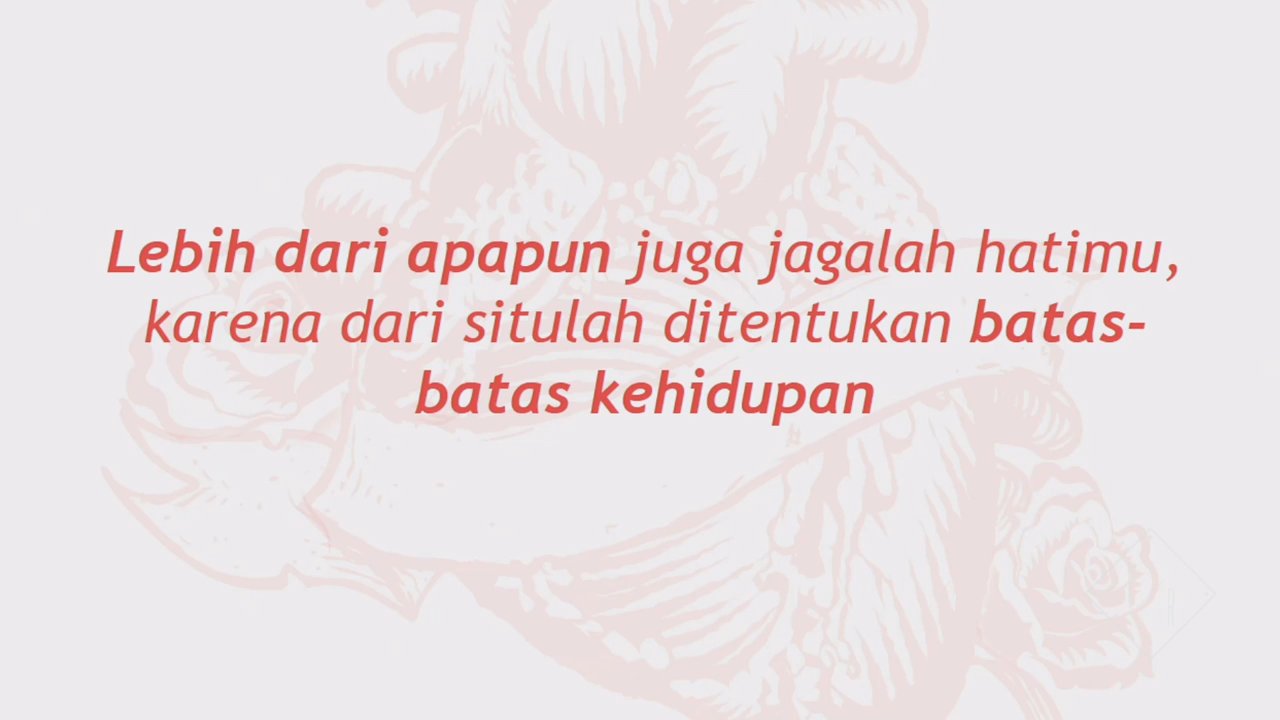 Lebih dari apapun juga jagalah hatimu,
karena dari situlah ditentukan batas-
batas kehidupan